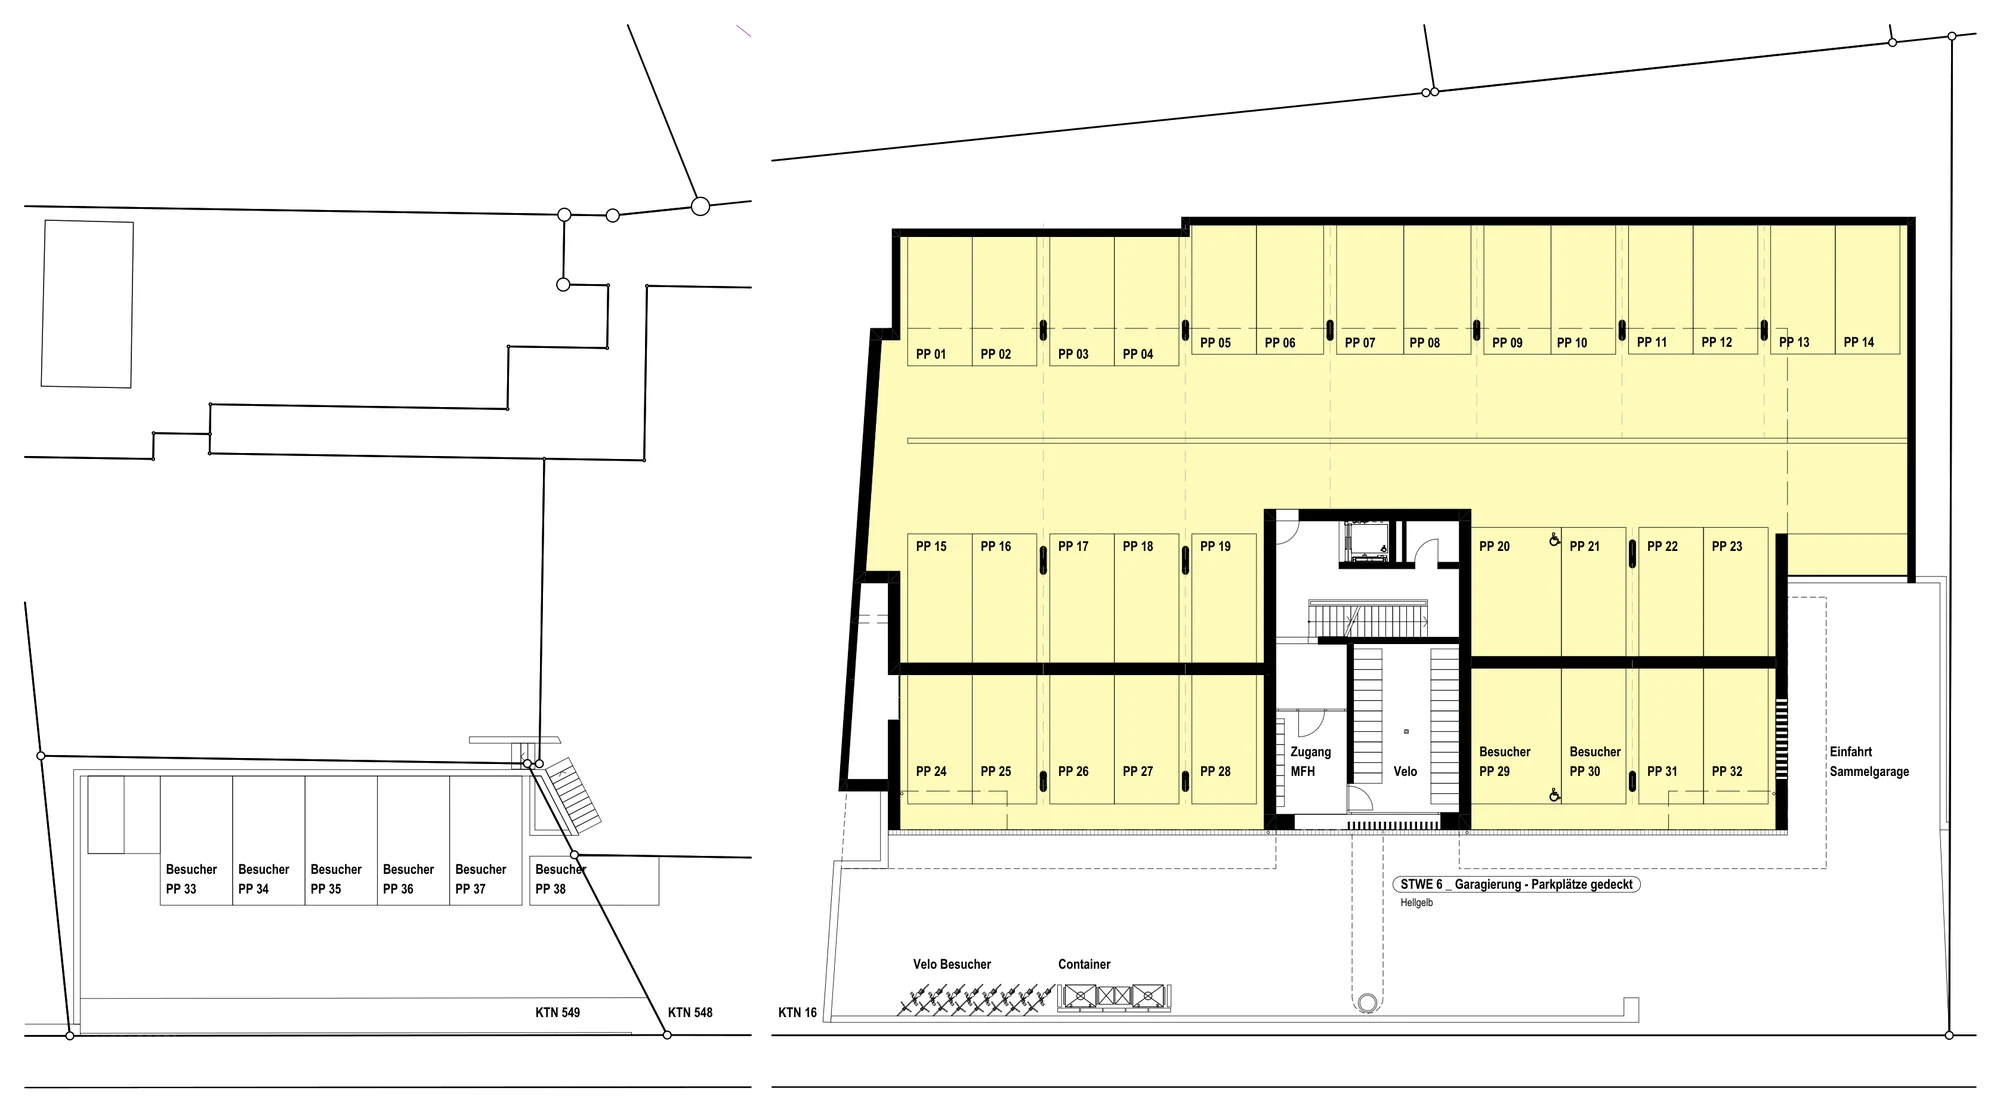 PP 01
PP 02
PP 03
PP 04
PP 05
PP 06
PP 07
PP 08
PP 09
PP 10
PP 11
PP 12
PP 13
PP 14
PP 15
PP 16
PP 17
PP 18
PP 19
PP 20
PP 21
PP 22
PP 23
PP 24
PP 25
PP 26
PP 27
PP 28
Zugang
MFH
Velo
Besucher
PP 29
Besucher
PP 30
PP 31
PP 32
Einfahrt
Sammelgarage
Besucher
PP 33
Besucher
PP 34
Besucher
PP 35
Besucher
PP 36
Besucher
PP 37
Besucher
PP 38
STWE 6 _ Garagierung - Parkplätze gedeckt
Hellgelb
Velo Besucher
Container
KTN 549
KTN 548
KTN 16